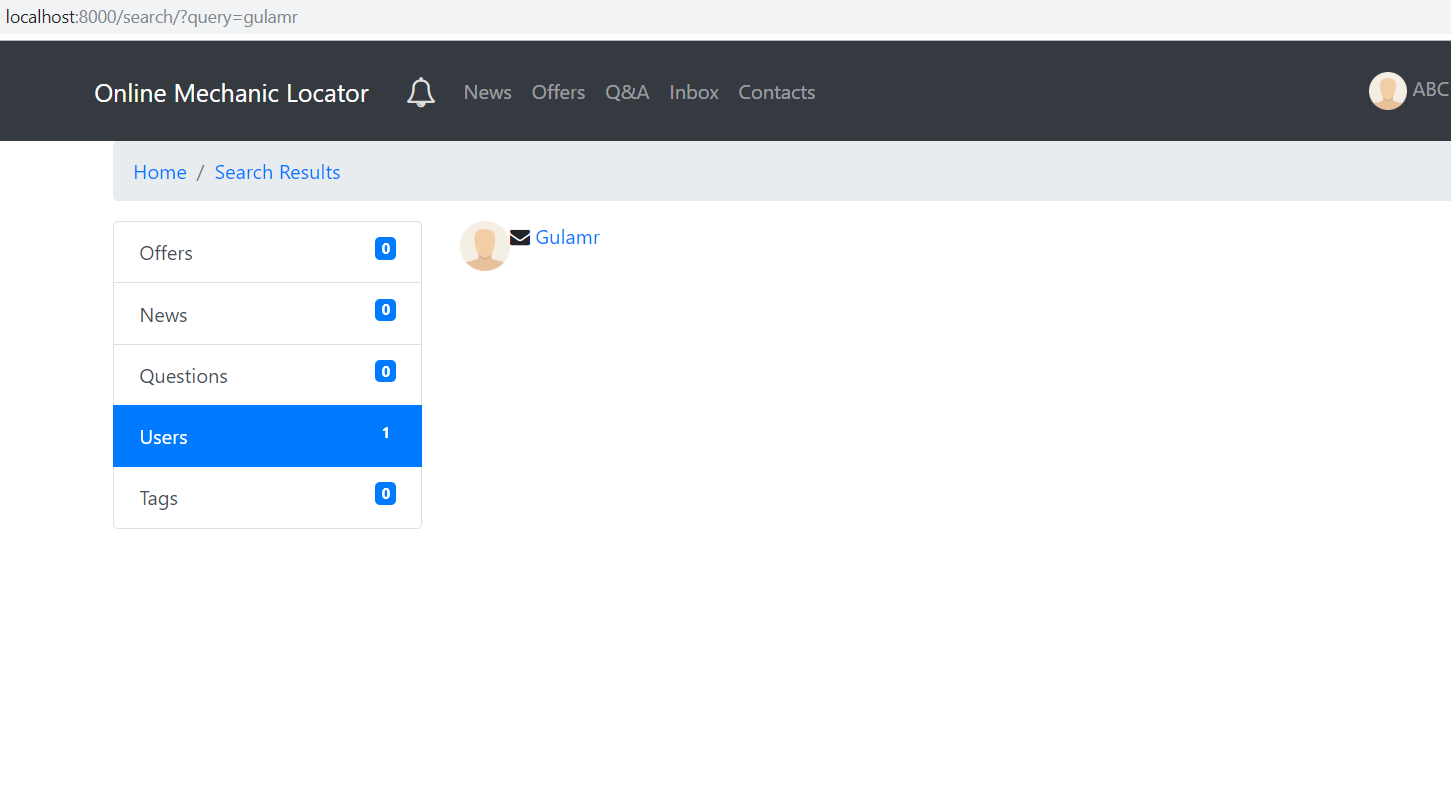 localhost:8000/search/?query=gulamr
Online Mechanic Locator News Offers Q&A Inbox Contacts ABC
Home / Search Results
Offers 0
News 0
Questions 0
Users 1
Tags 0
Gulamr